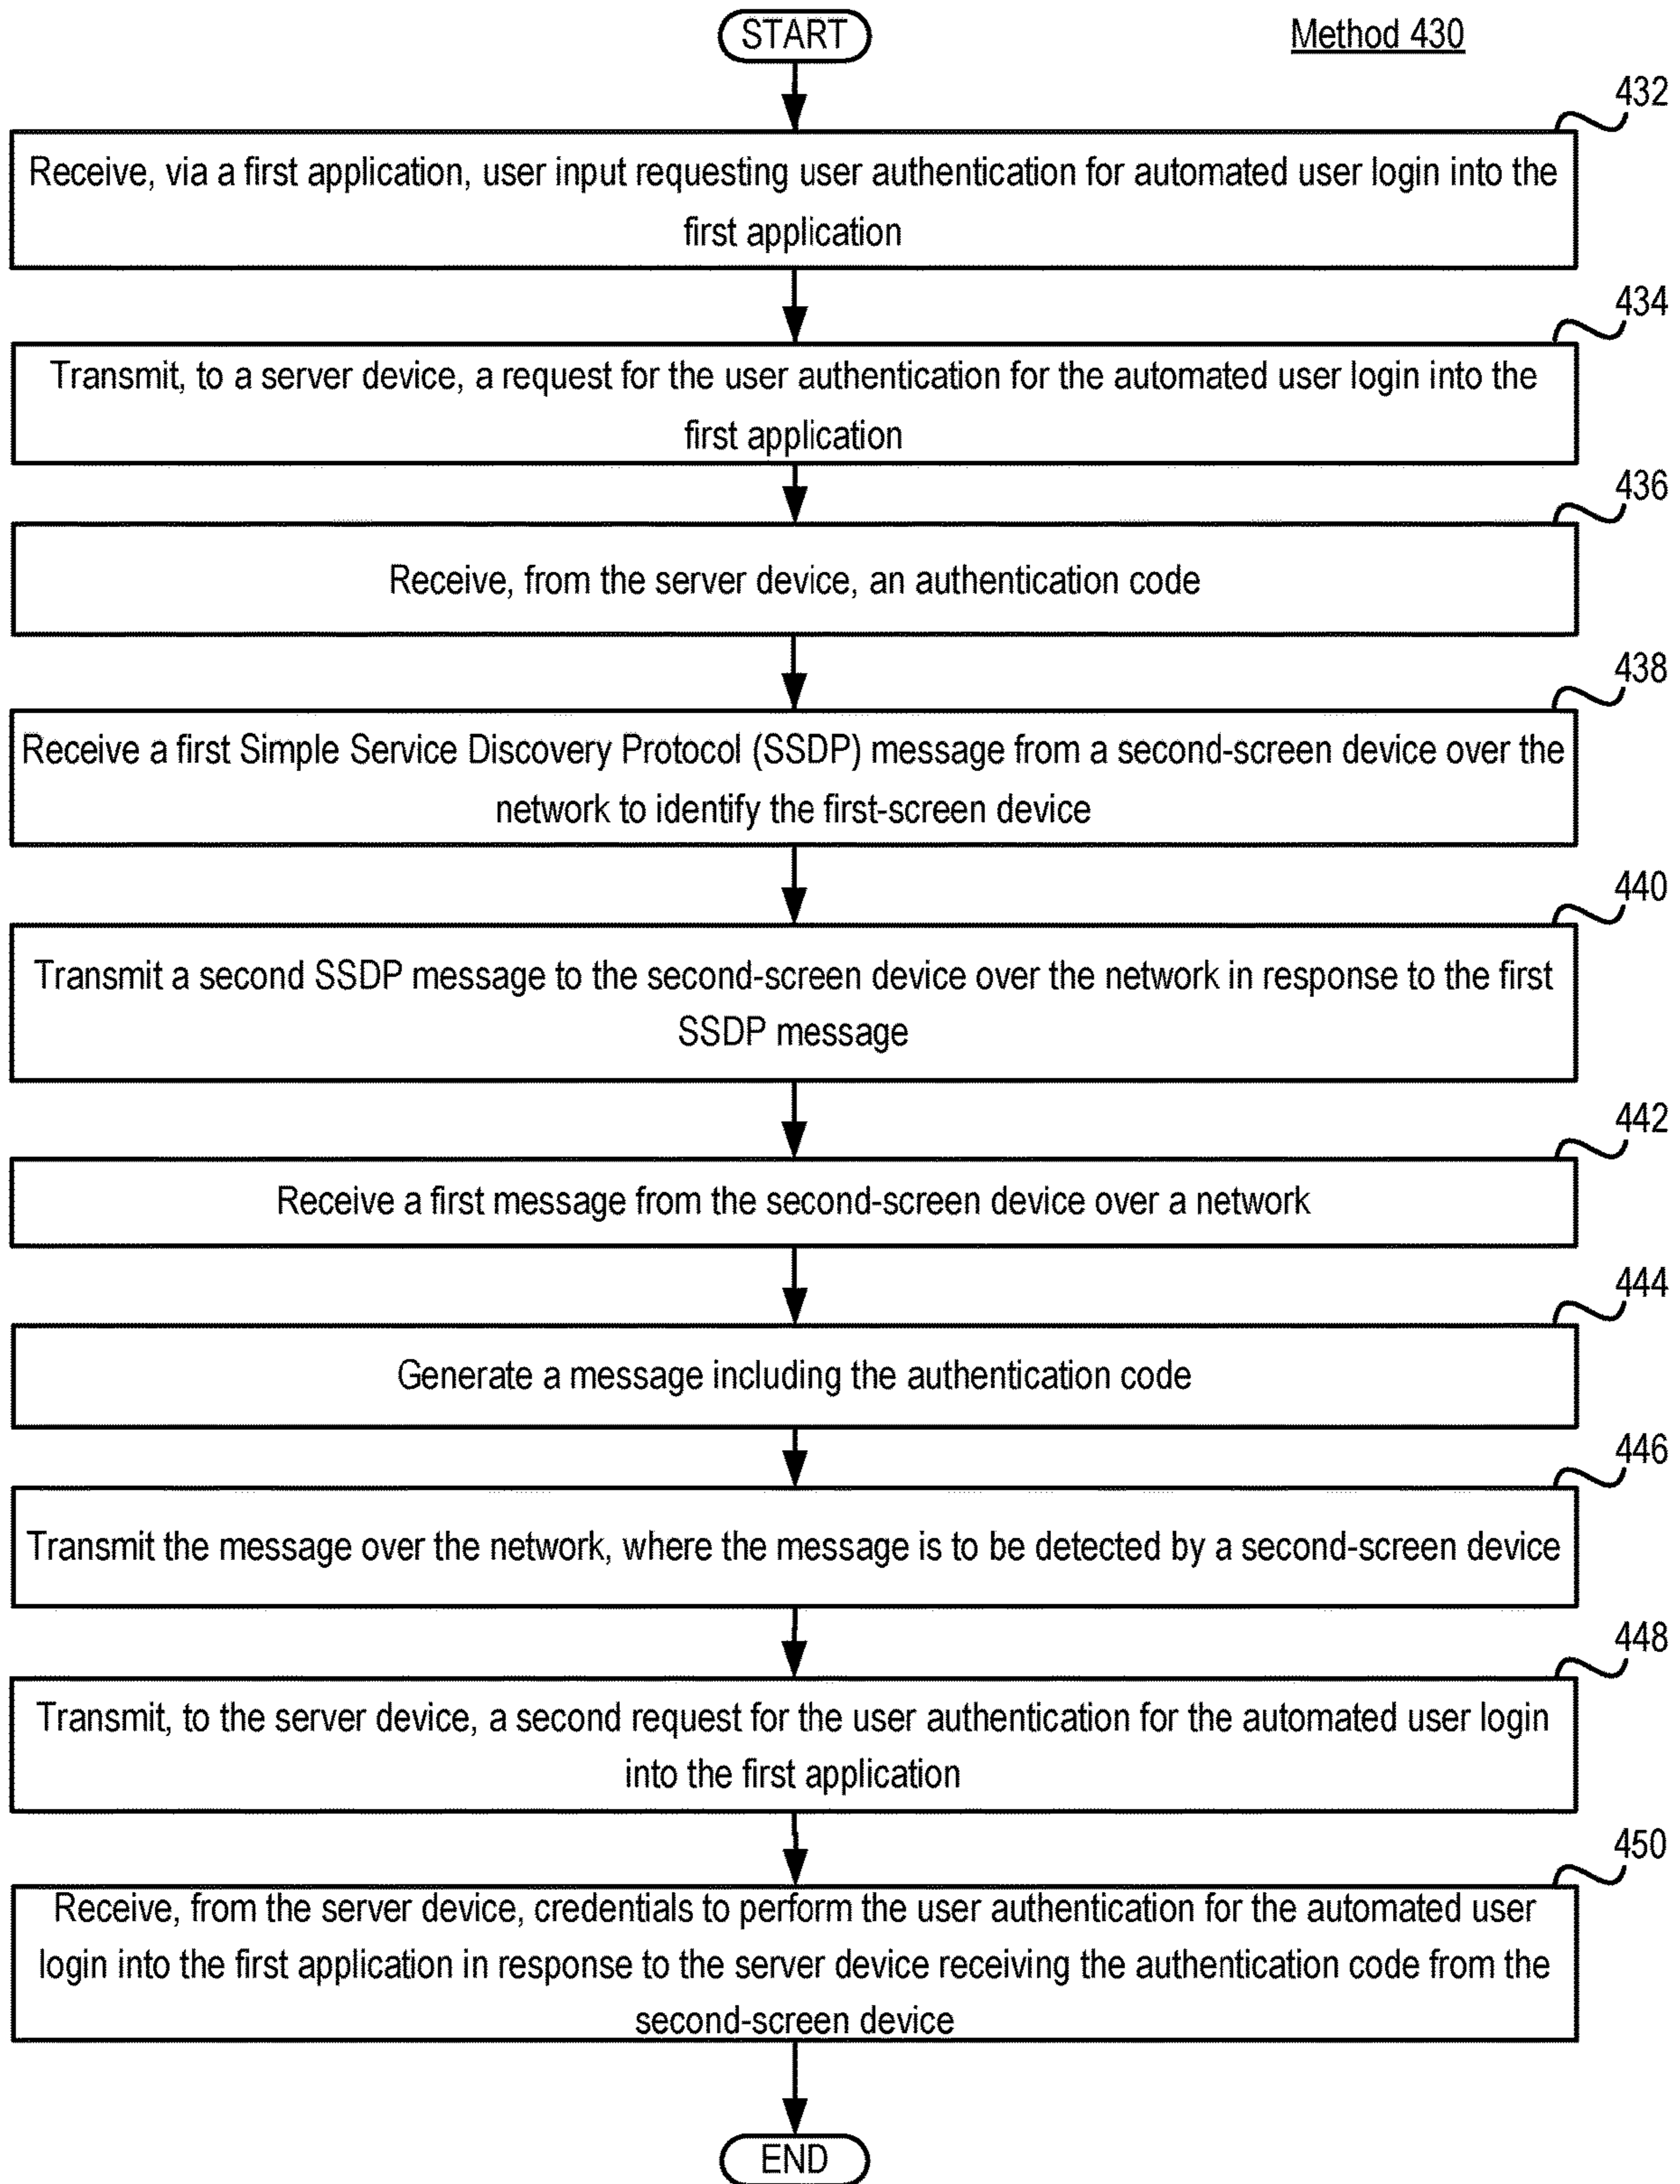 START
Method 430
432
Receive, via a first application, user input requesting user authentication for automated user login into the
first application
434
Transmit, to a server device, a request for the user authentication for the automated user login into the
first application
436
Receive, from the server device, an authentication code
438
Receive a first Simple Service Discovery Protocol (SSDP) message from a second-screen device over the
network to identify the first-screen device
440
Transmit a second SSDP message to the second-screen device over the network in response to the first
SSDP message
442
Receive a first message from the second-screen device over a network
444
Generate a message including the authentication code
446
Transmit the message over the network, where the message is to be detected by a second-screen device
448
Transmit, to the server device, a second request for the user authentication for the automated user login
into the first application
450
Receive, from the server device, credentials to perform the user authentication for the automated user
login into the first application in response to the server device receiving the authentication code from the
second-screen device
END